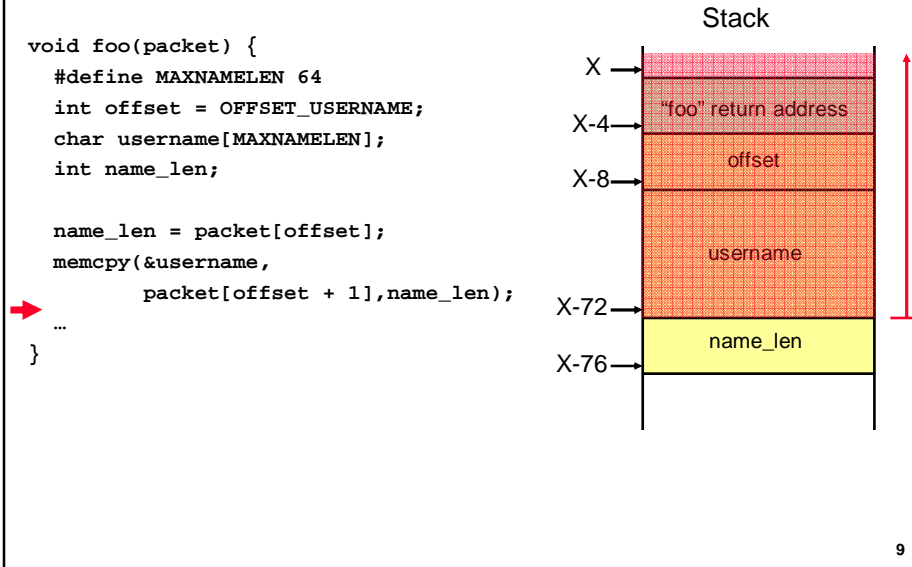 void foo(packet) {
#define MAXNAMELEN 64
int offset = OFFSET_USERNAME;
char username[MAXNAMELEN];
int name_len;
name_len = packet[offset];
memcpy(&username,
packet[offset + 1],name_len);
…
}
Stack
X
“foo” return address
X-4
offset
X-8
username
X-72
name_len
X-76
9